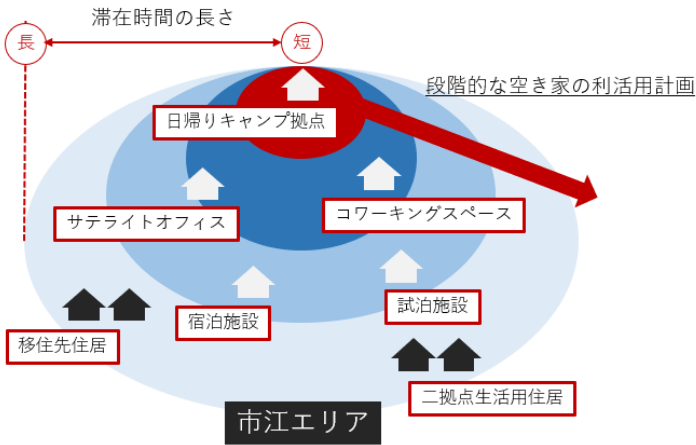 滞在時間の長さ
長
短
段階的な空き家の利活用計画
日帰りキャンプ拠点
サテライトオフィス
コワーキングスペース
宿泊施設
試泊施設
移住先住居
二拠点生活用住居
市江エリア